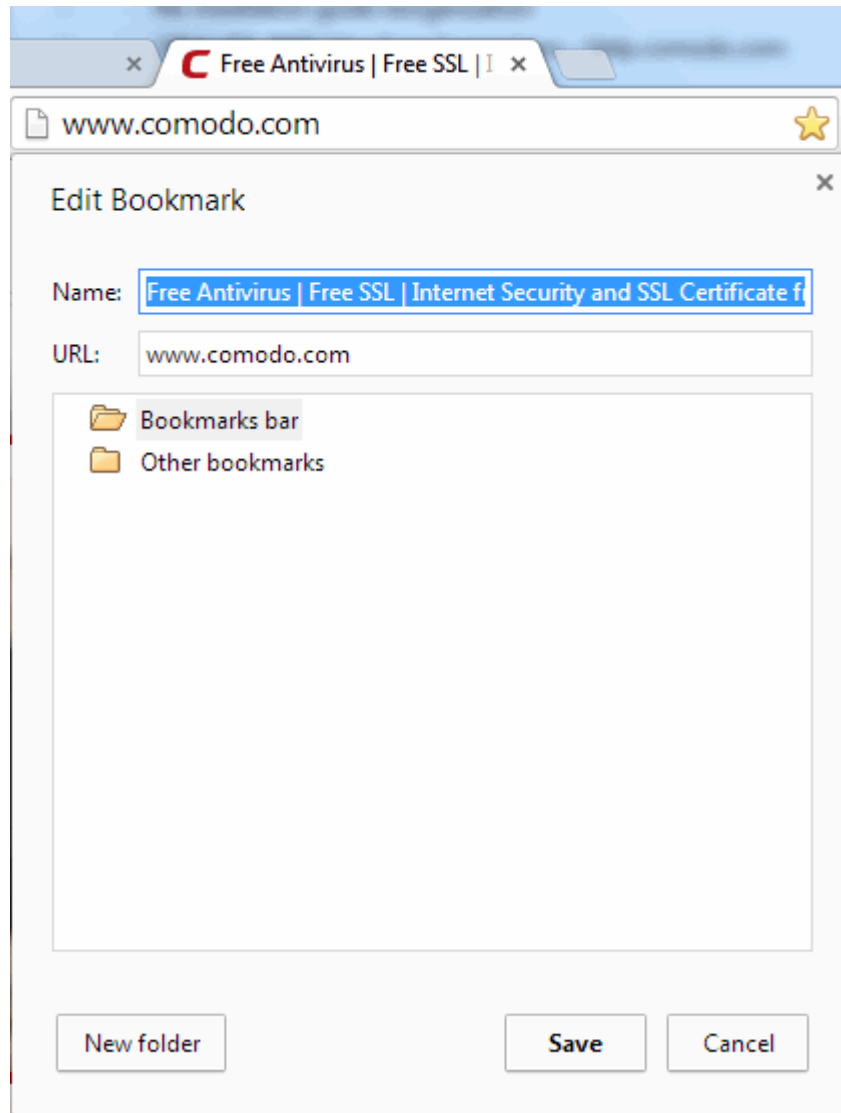 Free Antivirus | Free SSL | I
www.comodo.com
Edit Bookmark
Name: Free Antivirus | Free SSL | Internet Security and SSL Certificate f
URL: www.comodo.com
Bookmarks bar
Other bookmarks
New folder Save Cancel